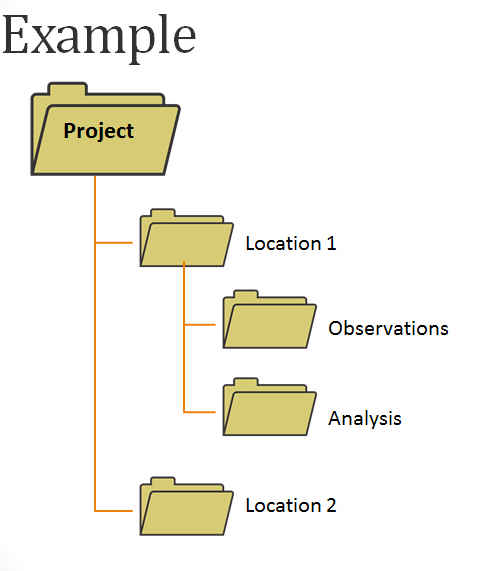 Example
Project
Location 1
Observations
Analysis
Location 2